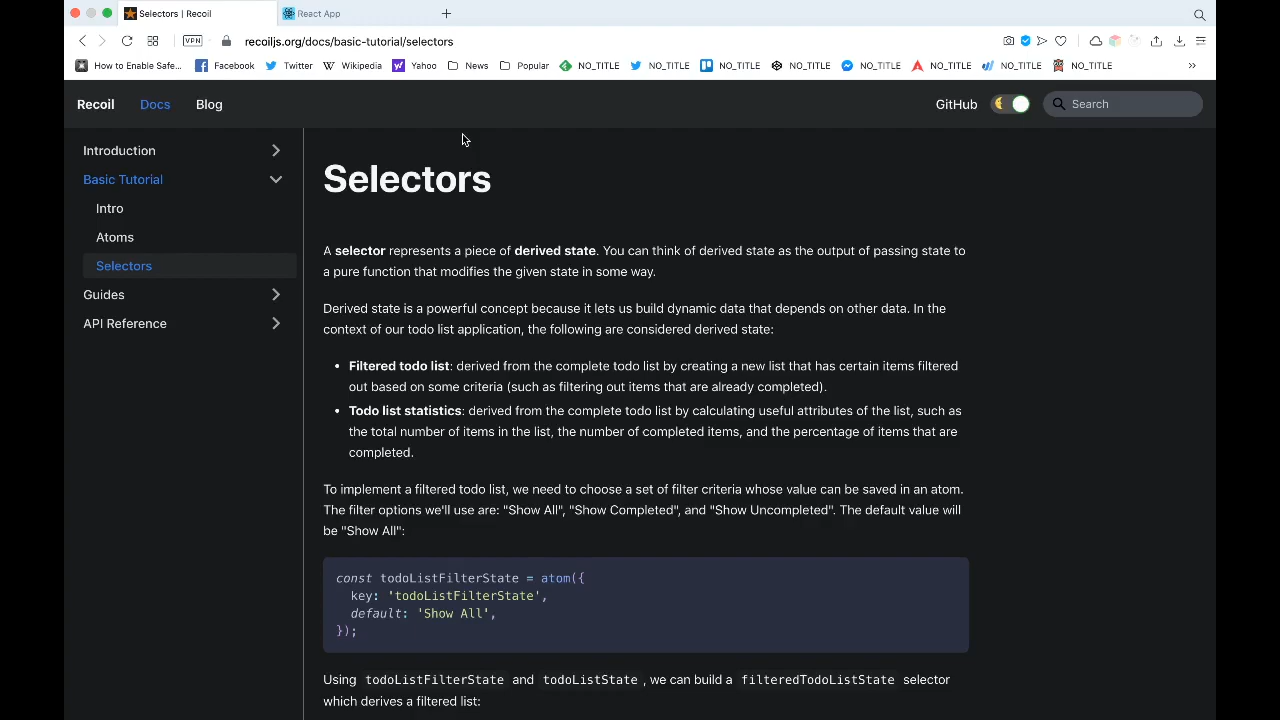 Selectors | Recoil
React App
VPN
recoiljs.org/docs/basic-tutorial/selectors
How to Enable Safe...
Facebook
Twitter
Wikipedia
Yahoo
News
Popular
NO_TITLE
NO_TITLE
NO_TITLE
NO_TITLE
NO_TITLE
NO_TITLE
NO_TITLE
NO_TITLE
Recoil
Docs
Blog
GitHub
Search
Introduction
Basic Tutorial
Intro
Atoms
Selectors
Guides
API Reference
Selectors
A selector represents a piece of derived state. You can think of derived state as the output of passing state to
a pure function that modifies the given state in some way.
Derived state is a powerful concept because it lets us build dynamic data that depends on other data. In the
context of our todo list application, the following are considered derived state:
• Filtered todo list: derived from the complete todo list by creating a new list that has certain items filtered
out based on some criteria (such as filtering out items that are already completed).
• Todo list statistics: derived from the complete todo list by calculating useful attributes of the list, such as
the total number of items in the list, the number of completed items, and the percentage of items that are
completed.
To implement a filtered todo list, we need to choose a set of filter criteria whose value can be saved in an atom.
The filter options we'll use are: "Show All", "Show Completed", and "Show Uncompleted". The default value will
be "Show All":
const todoListFilterState = atom({
key: 'todoListFilterState',
default: 'Show All',
});
Using todoListFilterState and todoListState, we can build a filteredTodoListState selector
which derives a filtered list: